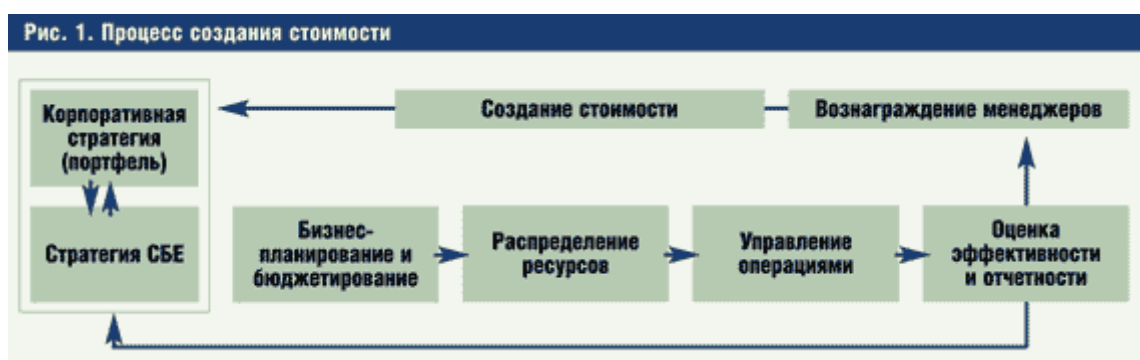 Рис. 1. Процесс создания стоимости
Корпоративная
стратегия
(портфель)
Создание стоимости
Вознаграждение менеджеров
Стратегия СБЕ
Бизнес-
планирование и
бюджетирование
Распределение
ресурсов
Управление
операциями
Оценка
эффективности
и отчетности